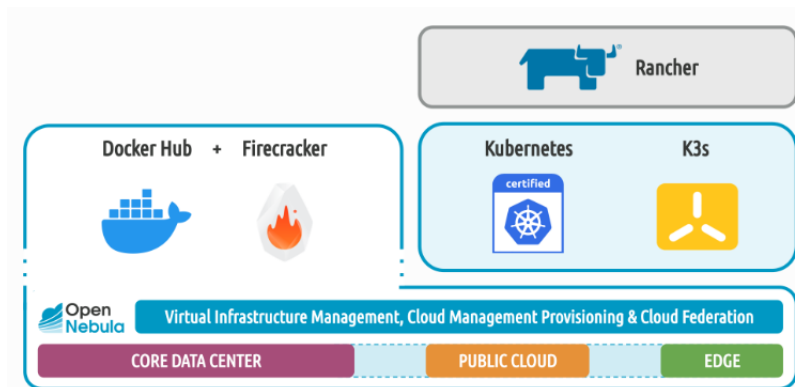 Rancher
Docker Hub + Firecracker
Kubernetes K3s
certified
Open
Nebula
Virtual Infrastructure Management, Cloud Management Provisioning & Cloud Federation
CORE DATA CENTER PUBLIC CLOUD EDGE